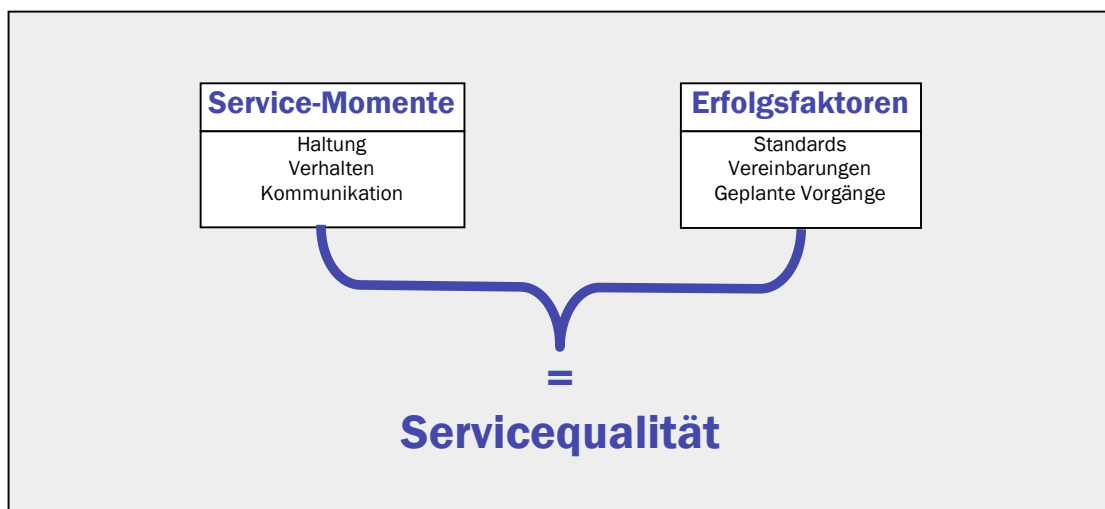 Service-Momente
Haltung
Verhalten
Kommunikation
Erfolgsfaktoren
Standards
Vereinbarungen
Geplante Vorgänge
=
Servicequalität